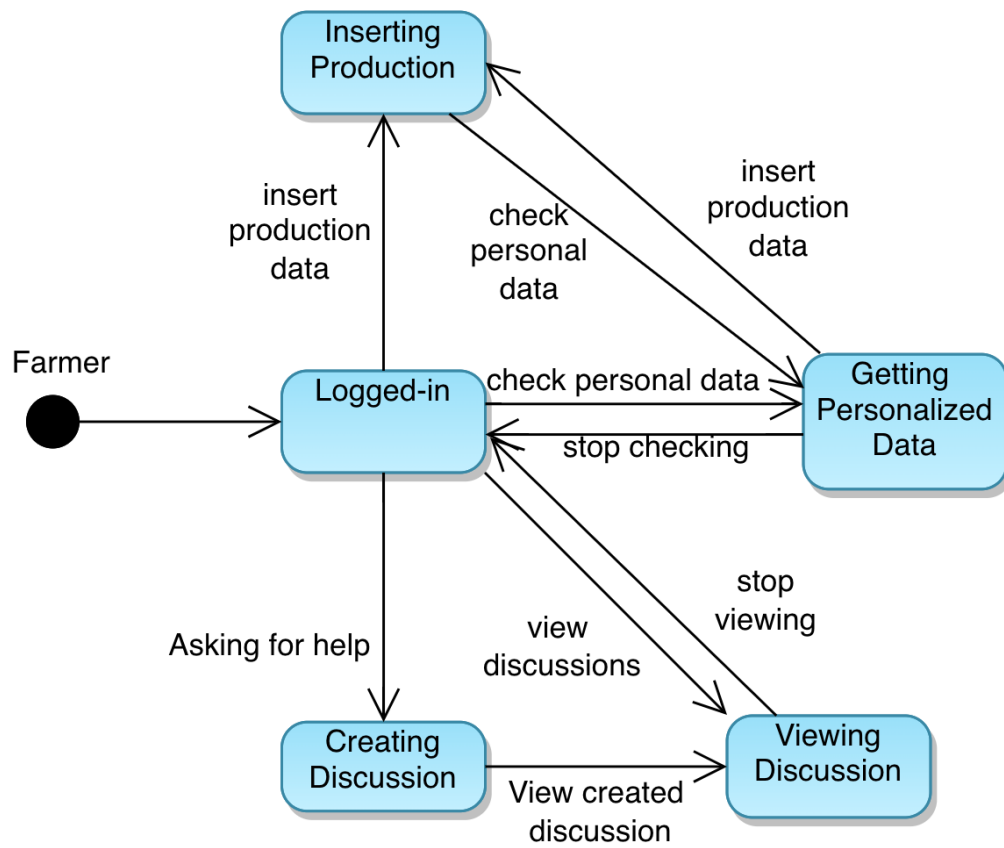 Inserting
Production
insert
production
data
check
personal
data
insert
production
data
Farmer
Logged-in
check personal data
stop checking
Getting
Personalized
Data
Asking for help
view
discussions
stop
viewing
Creating
Discussion
View created
discussion
Viewing
Discussion